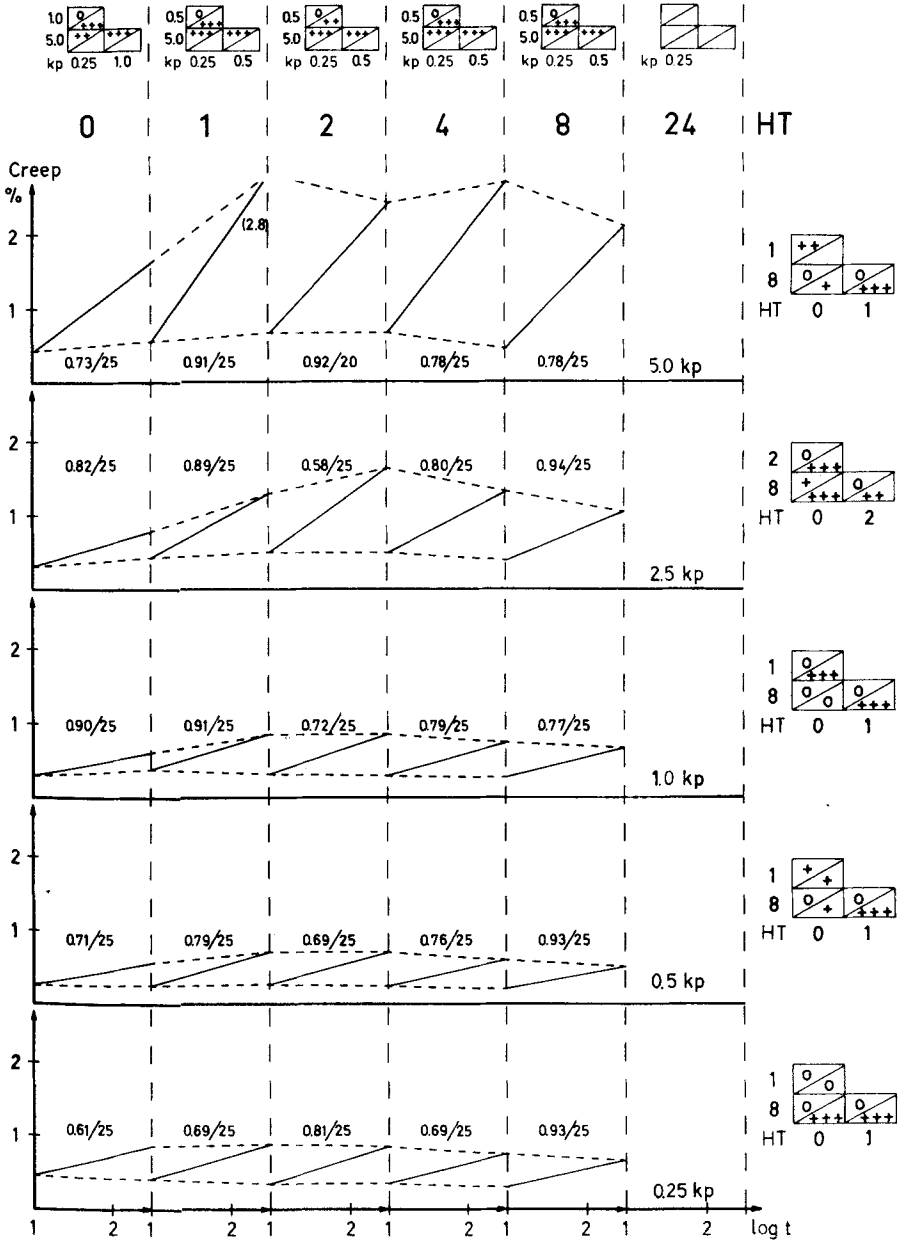 1.0 O +++
5.0 ++ +++
kp 0.25 1.0
0.5 O +++
5.0 +++ +++
kp 0.25 0.5
0.5 O ++
5.0 +++ +++
kp 0.25 0.5
0.5 O +++
5.0 +++ +++
kp 0.25 0.5
0.5 O +++
5.0 +++ +++
kp 0.25 0.5
kp 0.25
0 1 2 4 8 24 HT
Creep
%
2
1
(2.8)
0.73/25 0.91/25 0.92/20 0.78/25 0.78/25
5.0 kp
1 ++
8 O + O +++
HT 0 1
2
1
0.82/25 0.89/25 0.58/25 0.80/25 0.94/25
2.5 kp
2 O +++
8 + +++ O ++
HT 0 2
2
1
0.90/25 0.91/25 0.72/25 0.79/25 0.77/25
1.0 kp
1 O +++
8 O O O +++
HT 0 1
2
1
0.71/25 0.79/25 0.69/25 0.76/25 0.93/25
0.5 kp
1 + +
8 O + O +++
HT 0 1
2
1
0.61/25 0.69/25 0.81/25 0.69/25 0.93/25
0.25 kp
1 O O
8 O +++ O +++
HT 0 1
1 2 1 2 1 2 1 2 1 2 1 2 log t